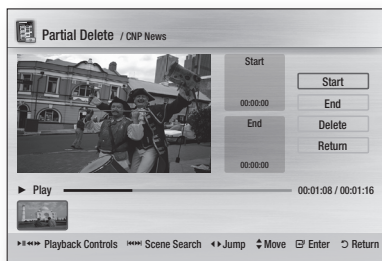 Partial Delete / CNP News
Start
00:00:00
End
00:00:00
Start
End
Delete
Return
► Play 00:01:08 / 00:01:16
Playback Controls Scene Search Jump Move Enter Return